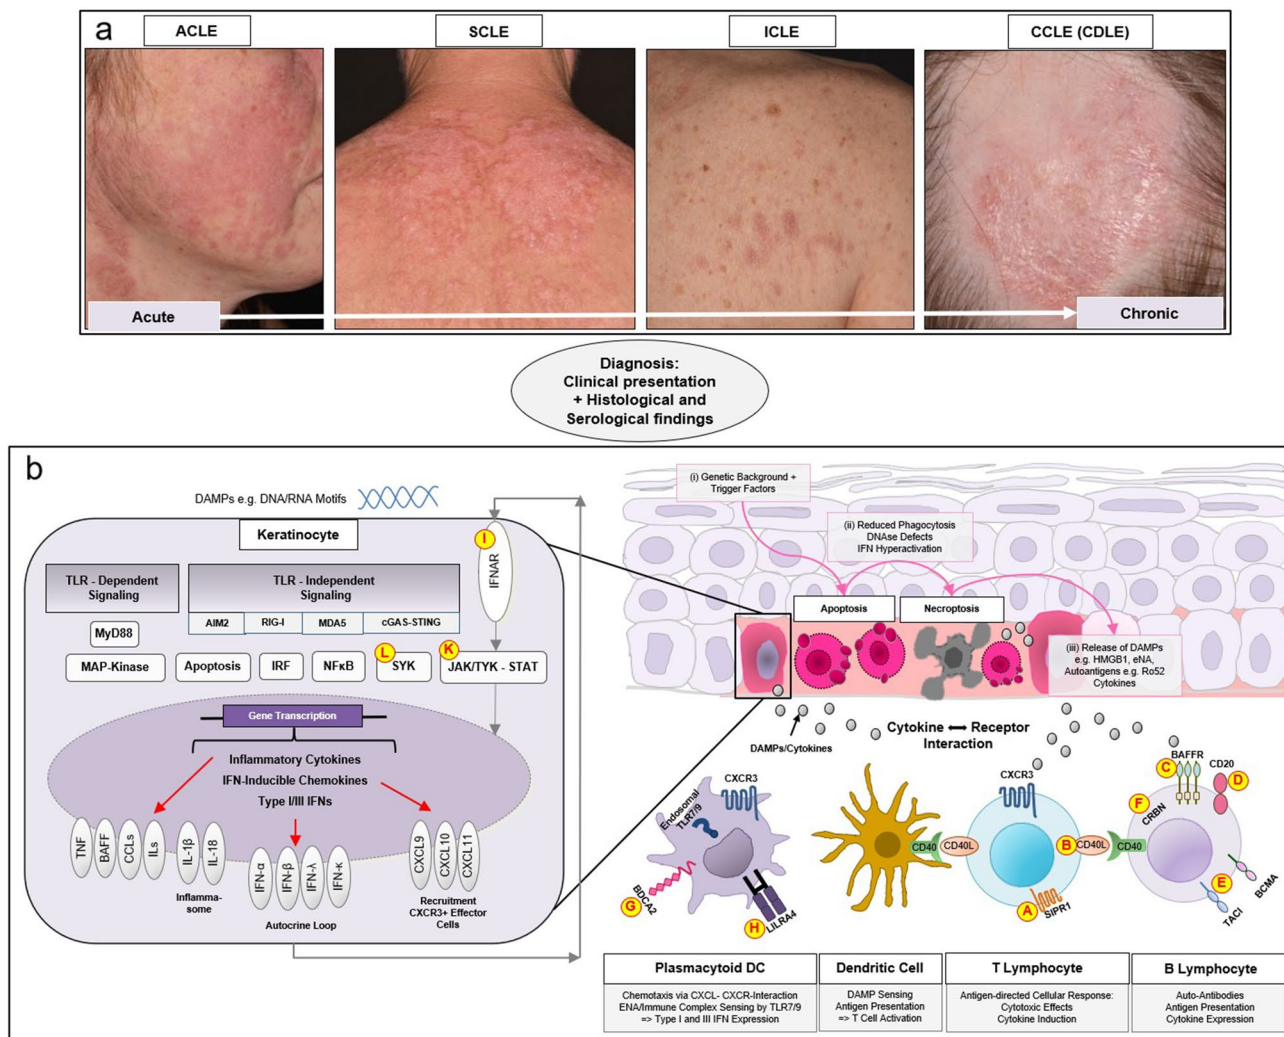 a
ACLE
SCLE
ICLE
CCLE (CDLE)
Acute
Chronic
Diagnosis:
Clinical presentation
+ Histological and
Serological findings
b
DAMPs e.g. DNA/RNA Motifs
Keratinocyte
I
IFNAR
TLR - Dependent
Signaling
TLR - Independent
Signaling
AIM2
RIG-I
MDA5
cGAS-STING
MyD88
MAP-Kinase
Apoptosis
IRF
NFκB
L
SYK
K
JAK/TYK - STAT
Gene Transcription
Inflammatory Cytokines
IFN-Inducible Chemokines
Type I/III IFNs
TNF
BAFF
CCLs
ILs
IL-1β
IL-18
Inflamma-
some
IFN-α
IFN-β
IFN-λ
IFN-κ
Autocrine Loop
CXCL9
CXCL10
CXCL11
Recruitment
CXCR3+ Effector
Cells
(i) Genetic Background +
Trigger Factors
(ii) Reduced Phagocytosis
DNAse Defects
IFN Hyperactivation
Apoptosis
Necroptosis
(iii) Release of DAMPs
e.g. HMGB1, eNA,
Autoantigens e.g. Ro52
Cytokines
DAMPs/Cytokines
Cytokine
Receptor
Interaction
CXCR3
Endosomal
TLR7/9
G
BDCA2
H
LILRA4
CD40
CD40L
CXCR3
B
CD40L
CD40
A
SIPR1
C
BAFFR
CD20
D
F
CRBN
E
TACI
BCMA
Plasmacytoid DC
Chemotaxis via CXCL- CXCR-Interaction
ENA/Immune Complex Sensing by TLR7/9
=> Type I and III IFN Expression
Dendritic Cell
DAMP Sensing
Antigen Presentation
=> T Cell Activation
T Lymphocyte
Antigen-directed Cellular Response:
Cytotoxic Effects
Cytokine Induction
B Lymphocyte
Auto-Antibodies
Antigen Presentation
Cytokine Expression